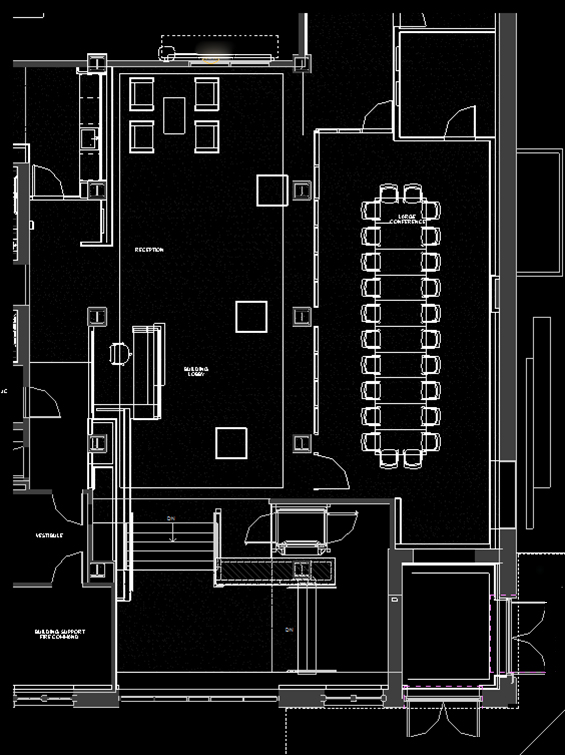 LARGE
CONFERENCE
RECEPTION
BUILDING
LOBBY
DN
VESTIBULE
DN
BUILDING SUPPORT
FIRE COMMAND